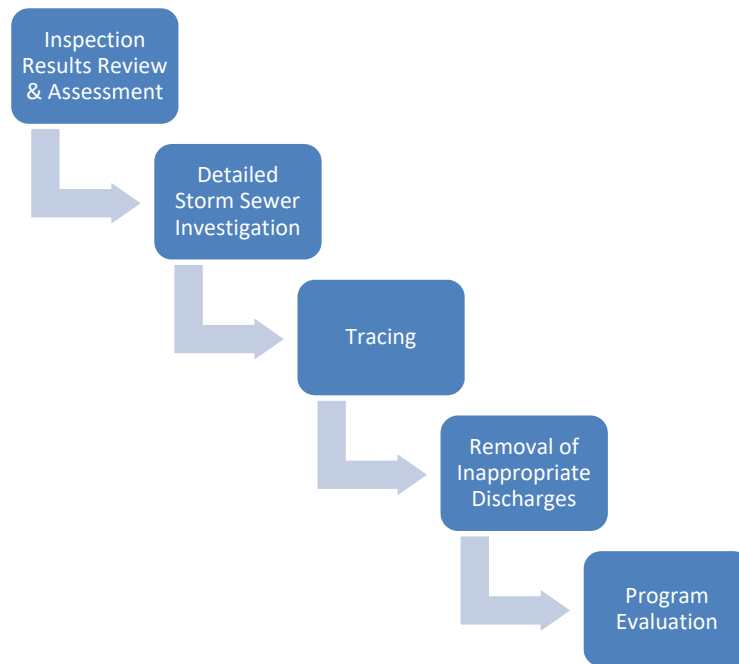 Inspection
Results Review
& Assessment
Detailed
Storm Sewer
Investigation
Tracing
Removal of
Inappropriate
Discharges
Program
Evaluation